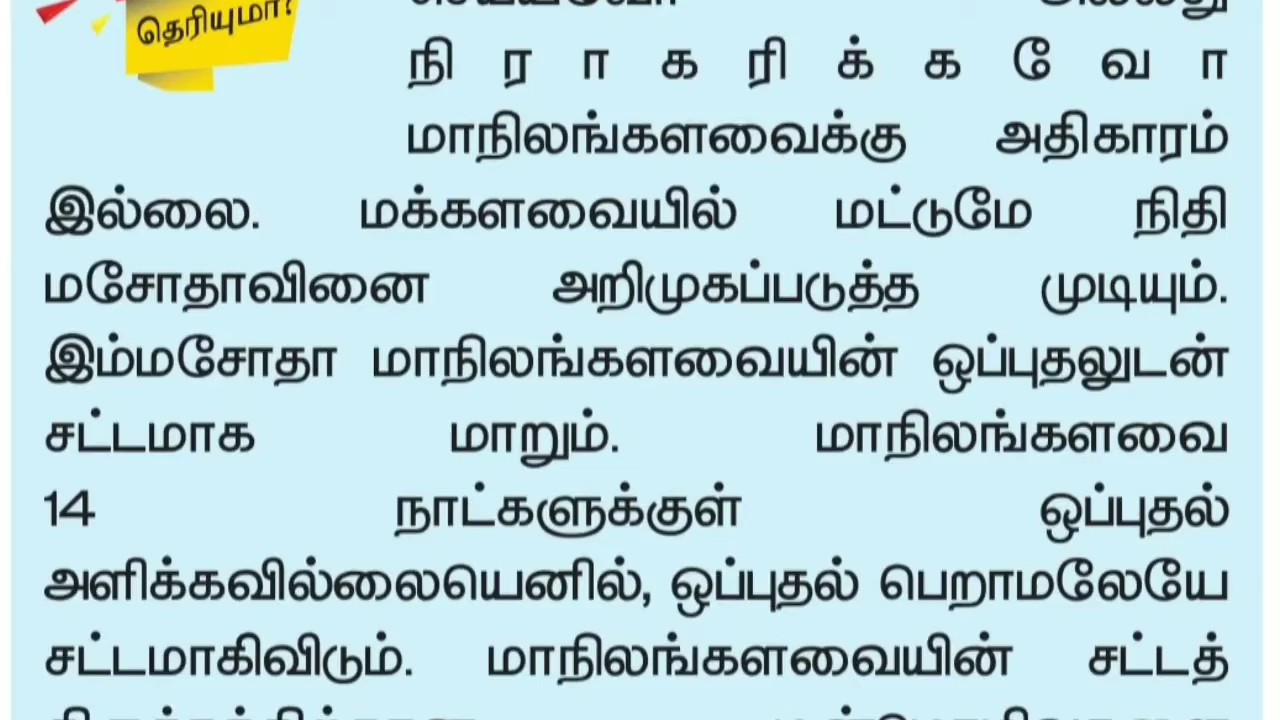 தெரியுமா?
நிராகரிக்கவோ
மாநிலங்களவைக்கு அதிகாரம்
இல்லை. மக்களவையில் மட்டுமே நிதி
மசோதாவினை அறிமுகப்படுத்த முடியும்.
இம்மசோதா மாநிலங்களவையின் ஒப்புதலுடன்
சட்டமாக மாறும். மாநிலங்களவை
14 நாட்களுக்குள் ஒப்புதல்
அளிக்கவில்லையெனில், ஒப்புதல் பெறாமலேயே
சட்டமாகிவிடும். மாநிலங்களவையின் சட்டத்